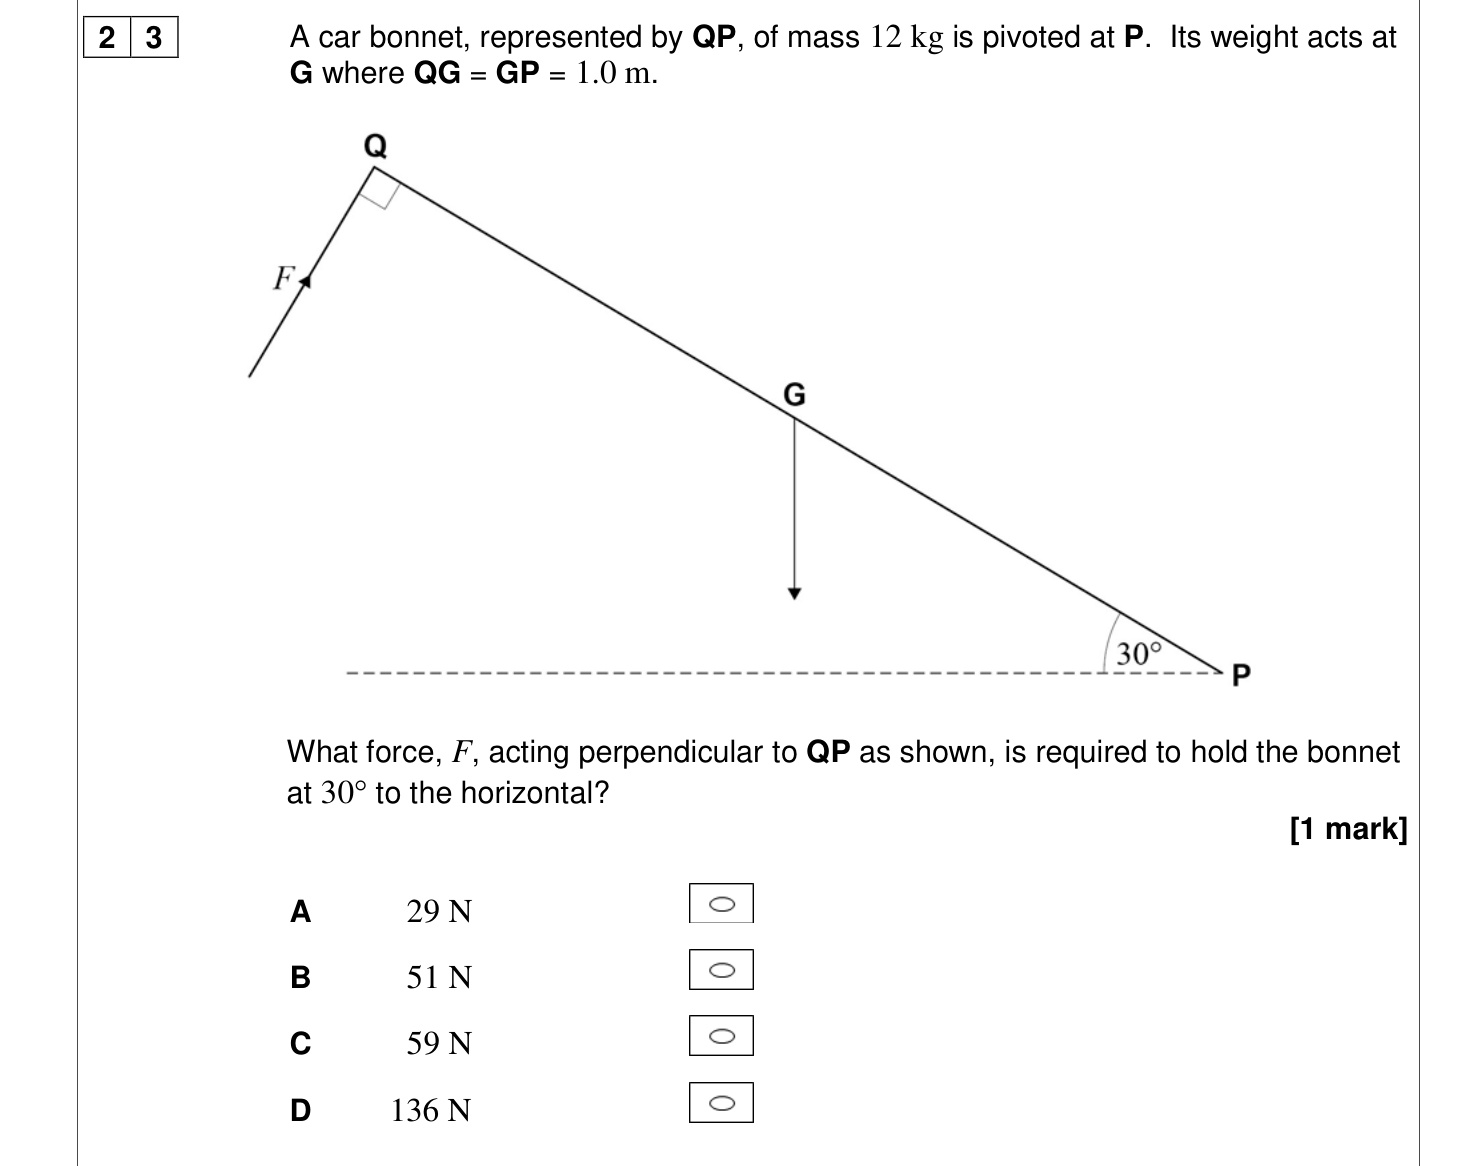 2 3
A car bonnet, represented by QP, of mass 12 kg is pivoted at P. Its weight acts at
G where QG = GP = 1.0 m.
Q
F
G
30°
P
What force, F, acting perpendicular to QP as shown, is required to hold the bonnet
at 30° to the horizontal?
[1 mark]
A 29 N
B 51 N
C 59 N
D 136 N